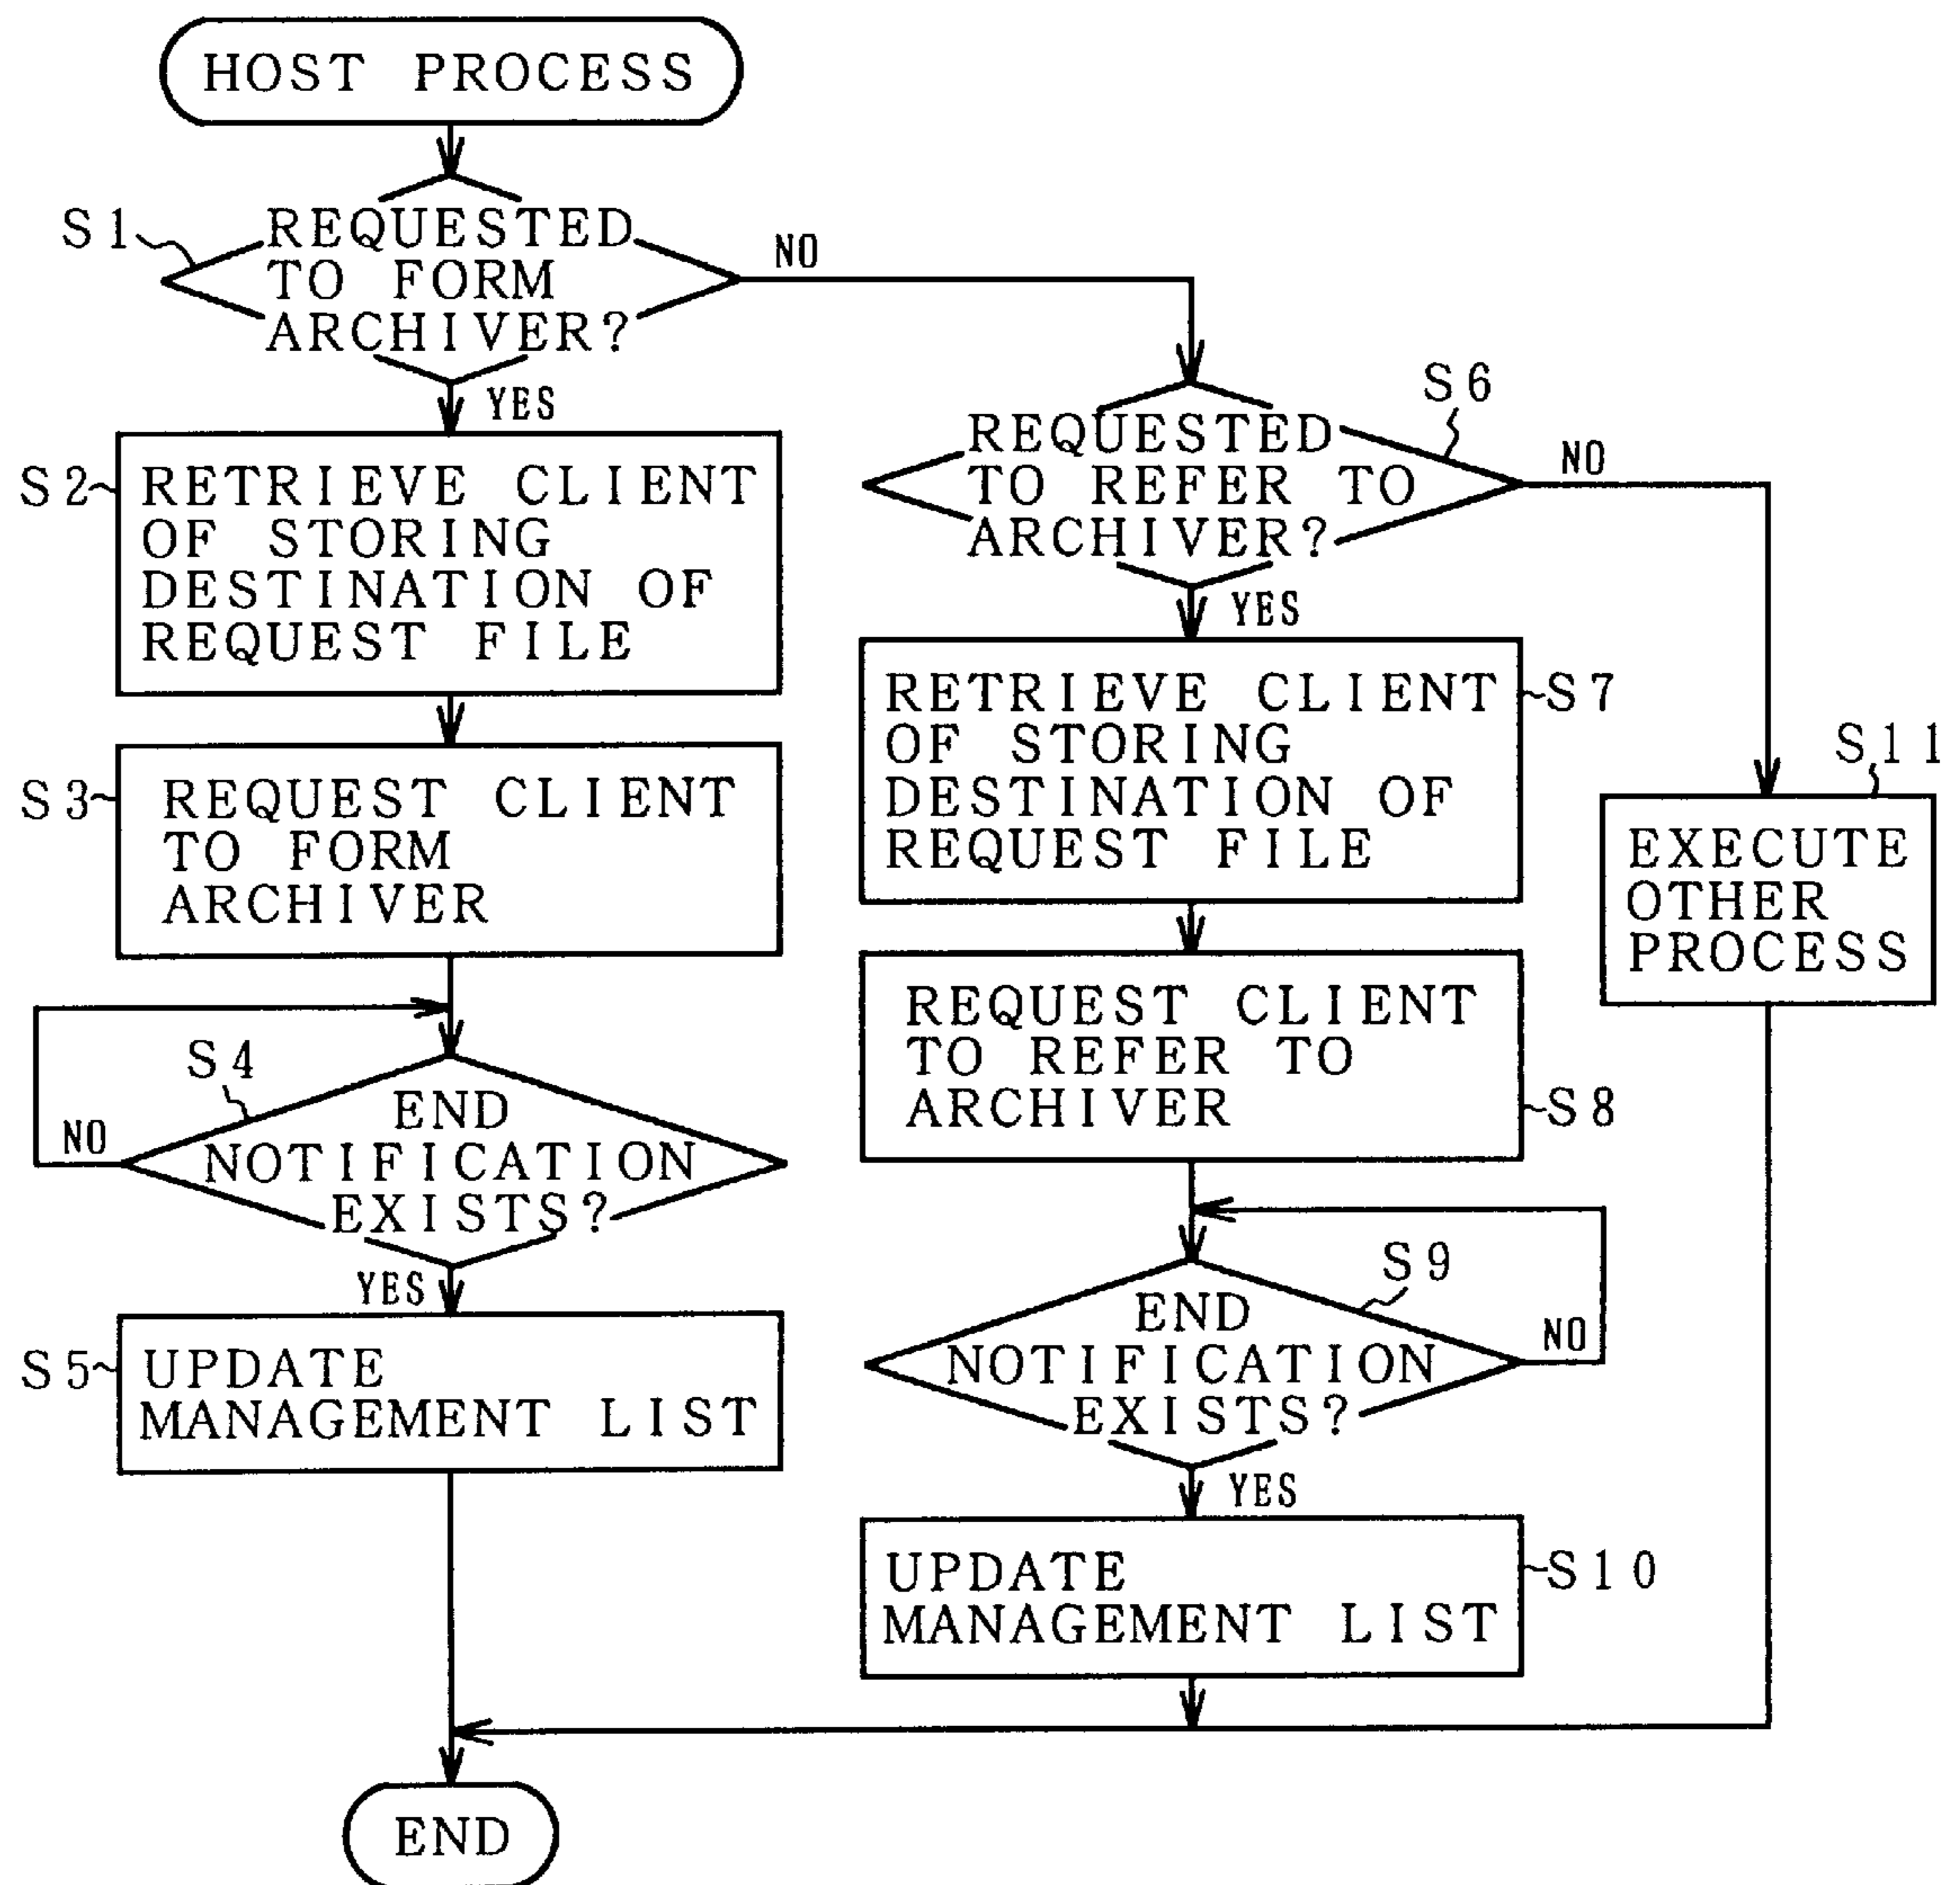 HOST PROCESS
S1
REQUESTED
TO FORM
ARCHIVER?
NO
YES
S2
RETRIEVE CLIENT
OF STORING
DESTINATION OF
REQUEST FILE
S3
REQUEST CLIENT
TO FORM
ARCHIVER
S4
END
NOTIFICATION
EXISTS?
NO
YES
S5
UPDATE
MANAGEMENT LIST
S6
REQUESTED
TO REFER TO
ARCHIVER?
NO
YES
S7
RETRIEVE CLIENT
OF STORING
DESTINATION OF
REQUEST FILE
S8
REQUEST CLIENT
TO REFER TO
ARCHIVER
S9
END
NOTIFICATION
EXISTS?
NO
YES
S10
UPDATE
MANAGEMENT LIST
S11
EXECUTE
OTHER
PROCESS
END